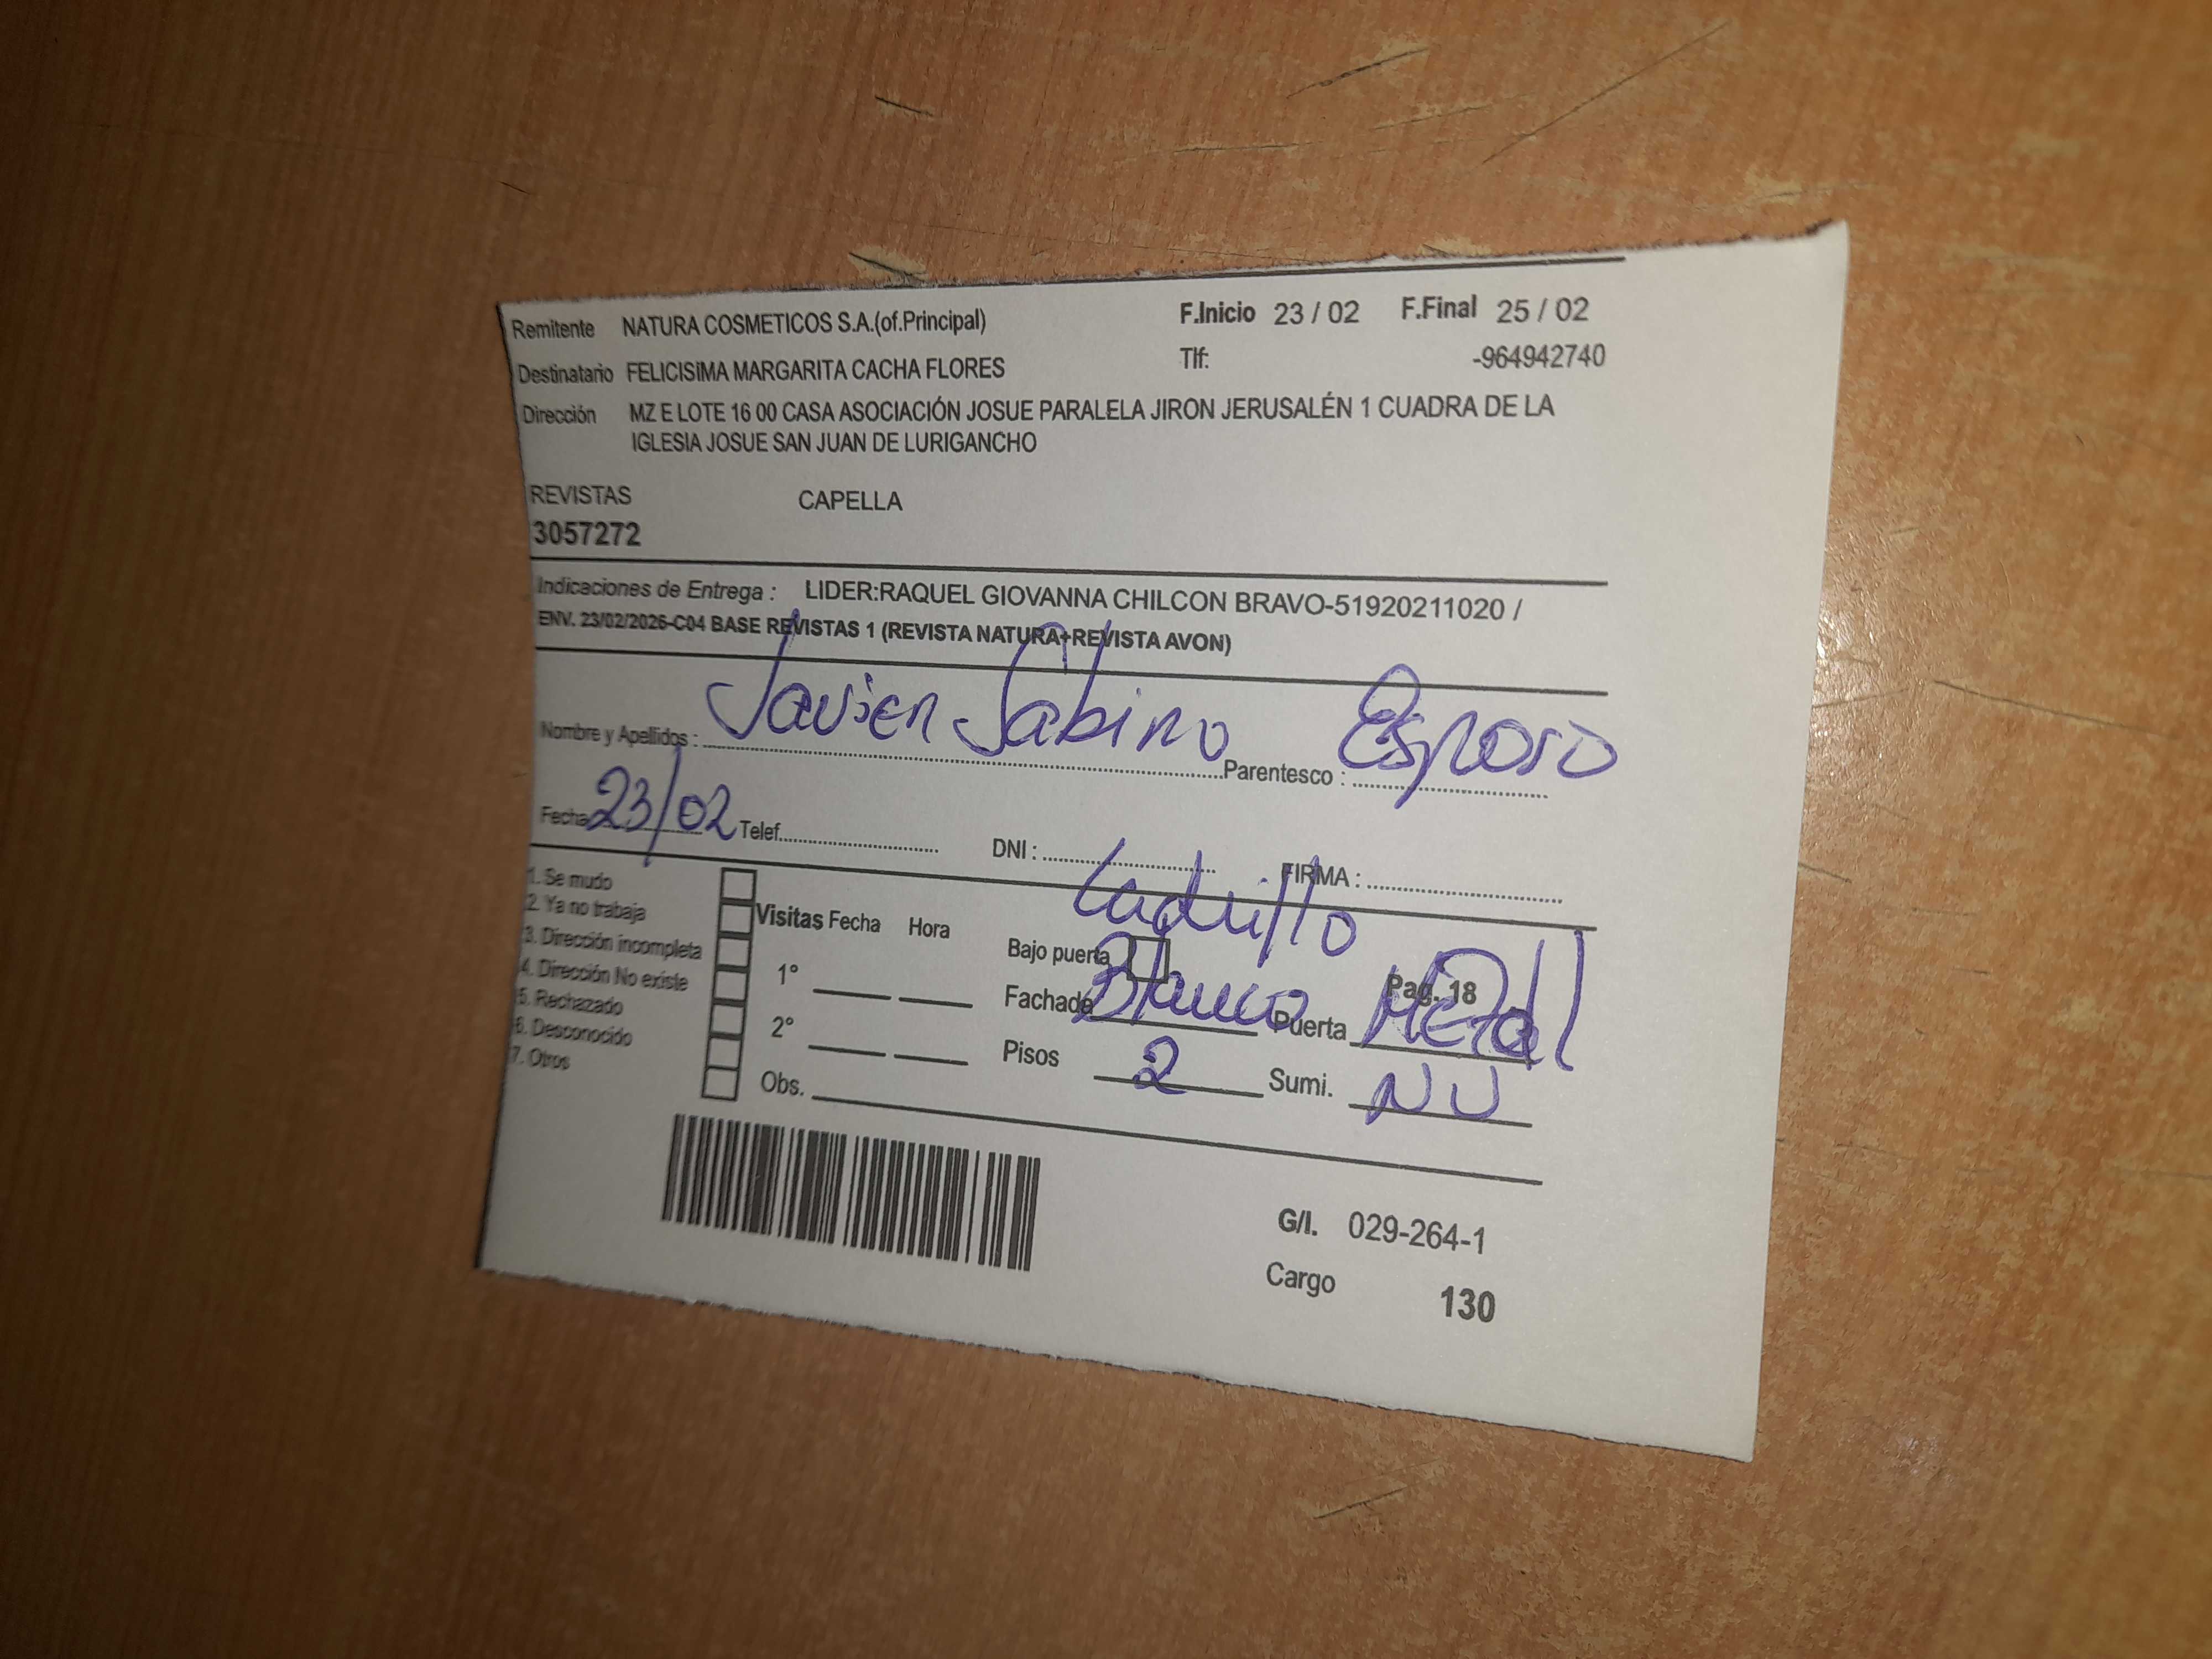 Remitente NATURA COSMETICOS S.A.(of.Principal) F.Inicio 23 / 02 F.Final 25 / 02
Destinatario FELICISIMA MARGARITA CACHA FLORES Tlf: -964942740
Dirección MZ E LOTE 16 00 CASA ASOCIACIÓN JOSUE PARALELA JIRON JERUSALÉN 1 CUADRA DE LA
IGLESIA JOSUE SAN JUAN DE LURIGANCHO
REVISTAS CAPELLA
3057272
Indicaciones de Entrega : LIDER:RAQUEL GIOVANNA CHILCON BRAVO-51920211020 /
ENV. 23/02/2026-C04 BASE REVISTAS 1 (REVISTA NATURA+REVISTA AVON)
Nombre y Apellidos : Javier Sabino Parentesco : Esposo
Fecha 23/02 Telef. DNI : FIRMA :
1. Se mudo
2. Ya no trabaja
3. Dirección incompleta
4. Dirección No existe
5. Rechazado
6. Desconocido
7. Otros
Visitas Fecha Hora
1°
2°
Obs.
Ladrillo
Bajo puerta Pag. 18
Fachada Blanco Puerta Metal
Pisos 2 Sumi. NU
G/I. 029-264-1
Cargo 130